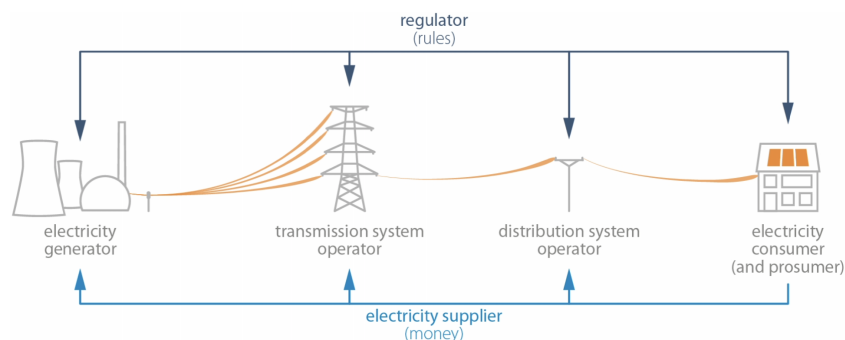 regulator
(rules)
electricity
generator
transmission system
operator
distribution system
operator
electricity
consumer
(and prosumer)
electricity supplier
(money)